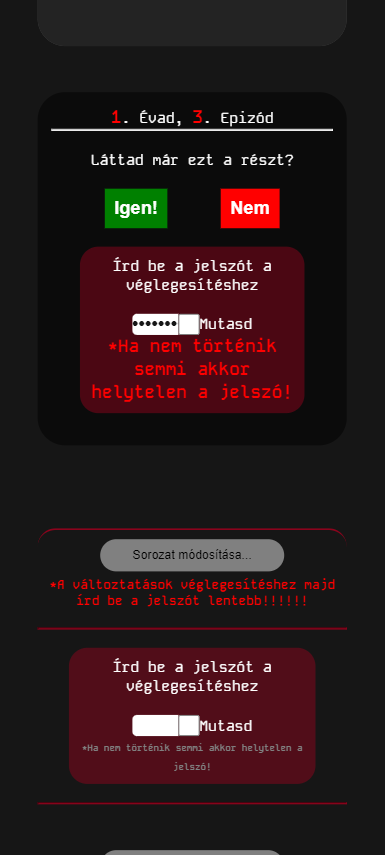 1. Évad, 3. Epizód
Láttad már ezt a részt?
Igen! Nem
Írd be a jelszót a
véglegesítéshez
•••••••Mutasd
*Ha nem történik
semmi akkor
helytelen a jelszó!
Sorozat módosítása...
*A változtatások véglegesítéshez majd
írd be a jelszót lentebb!!!!!!
Írd be a jelszót a
véglegesítéshez
Mutasd
*Ha nem történik semmi akkor helytelen a
jelszó!